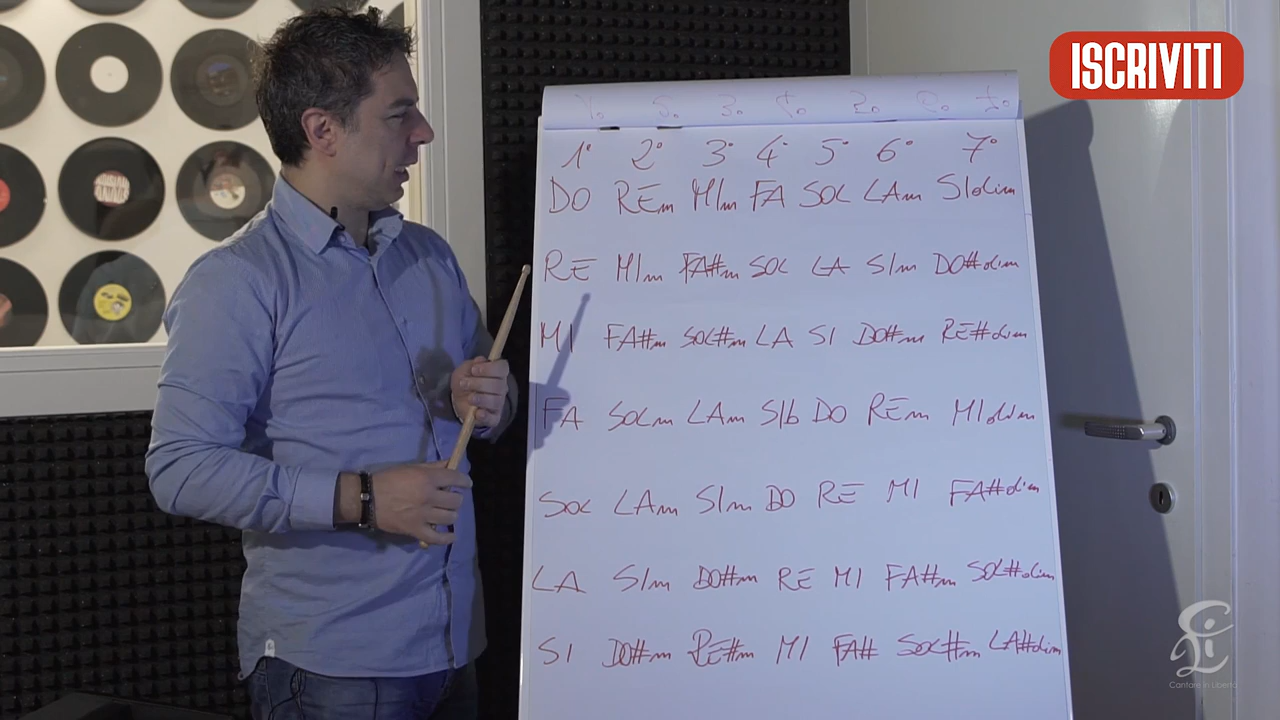 ISCRIVITI
1° 2° 3° 4° 5° 6° 7°
DO REm MIm FA SOL LAm SIdim
RE MIm FA#m SOL LA SIm DO#dim
MI FA#m SOL#m LA SI DO#m RE#dim
FA SOLm LAm SIb DO REm MIdim
SOL LAm SIm DO RE MI FA#dim
LA SIm DO#m RE MI FA#m SOL#dim
SI DO#m RE#m MI FA# SOL#m LA#dim
Cantare in Libertà